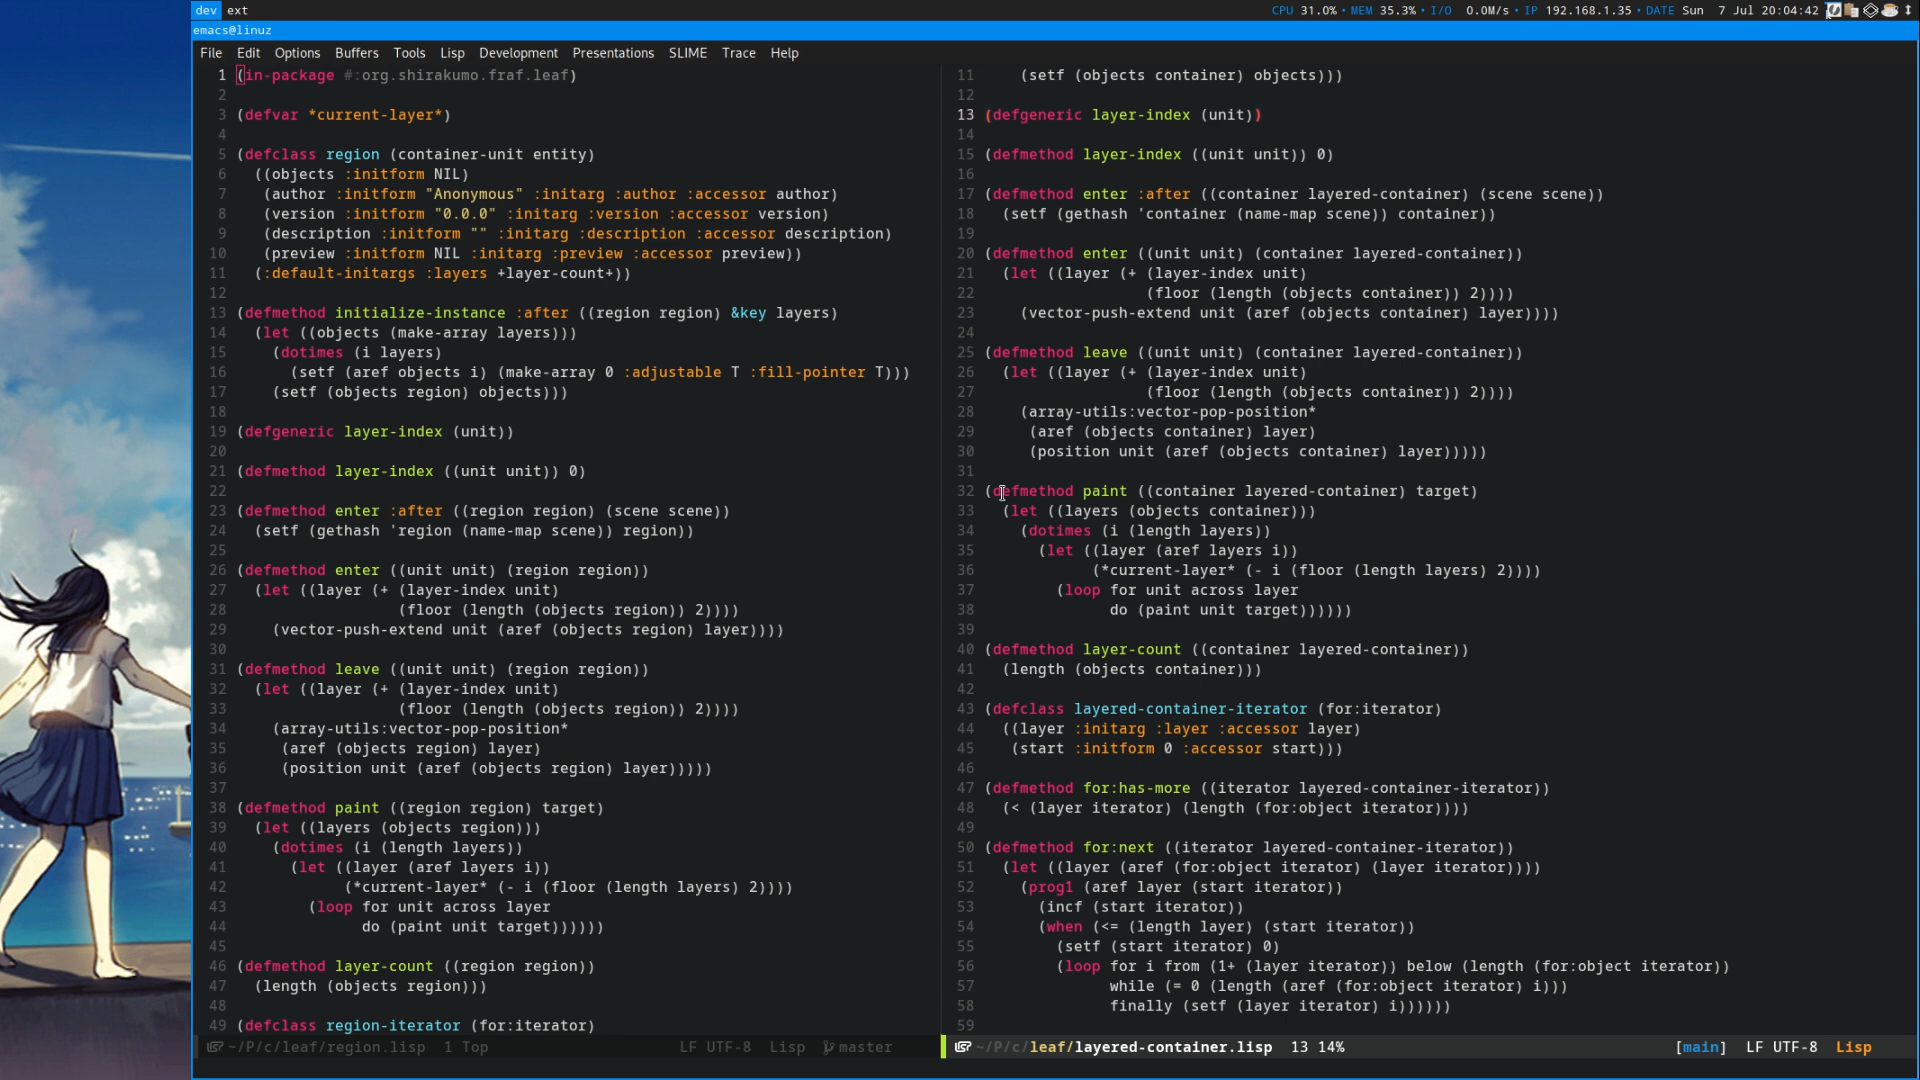 dev ext
CPU 31.0% • MEM 35.3% • I/O 0.0M/s • IP 192.168.1.35 • DATE Sun 7 Jul 20:04:42
emacs@linuz
File Edit Options Buffers Tools Lisp Development Presentations SLIME Trace Help
1 (in-package #:org.shirakumo.fraf.leaf)
2
3 (defvar *current-layer*)
4
5 (defclass region (container-unit entity)
6   ((objects :initform NIL)
7    (author :initform "Anonymous" :initarg :author :accessor author)
8    (version :initform "0.0.0" :initarg :version :accessor version)
9    (description :initform "" :initarg :description :accessor description)
10    (preview :initform NIL :initarg :preview :accessor preview))
11   (:default-initargs :layers +layer-count+))
12
13 (defmethod initialize-instance :after ((region region) &key layers)
14   (let ((objects (make-array layers)))
15     (dotimes (i layers)
16       (setf (aref objects i) (make-array 0 :adjustable T :fill-pointer T)))
17     (setf (objects region) objects)))
18
19 (defgeneric layer-index (unit))
20
21 (defmethod layer-index ((unit unit)) 0)
22
23 (defmethod enter :after ((region region) (scene scene))
24   (setf (gethash 'region (name-map scene)) region))
25
26 (defmethod enter ((unit unit) (region region))
27   (let ((layer (+ (layer-index unit)
28                   (floor (length (objects region)) 2))))
29     (vector-push-extend unit (aref (objects region) layer))))
30
31 (defmethod leave ((unit unit) (region region))
32   (let ((layer (+ (layer-index unit)
33                   (floor (length (objects region)) 2))))
34     (array-utils:vector-pop-position*
35      (aref (objects region) layer)
36      (position unit (aref (objects region) layer)))))
37
38 (defmethod paint ((region region) target)
39   (let ((layers (objects region)))
40     (dotimes (i (length layers))
41       (let ((layer (aref layers i))
42             (*current-layer* (- i (floor (length layers) 2))))
43         (loop for unit across layer
44               do (paint unit target))))))
45
46 (defmethod layer-count ((region region))
47   (length (objects region)))
48
49 (defclass region-iterator (for:iterator)
~/P/c/leaf/region.lisp 1 Top LF UTF-8 Lisp master
11     (setf (objects container) objects)))
12
13 (defgeneric layer-index (unit))
14
15 (defmethod layer-index ((unit unit)) 0)
16
17 (defmethod enter :after ((container layered-container) (scene scene))
18   (setf (gethash 'container (name-map scene)) container))
19
20 (defmethod enter ((unit unit) (container layered-container))
21   (let ((layer (+ (layer-index unit)
22                   (floor (length (objects container)) 2))))
23     (vector-push-extend unit (aref (objects container) layer))))
24
25 (defmethod leave ((unit unit) (container layered-container))
26   (let ((layer (+ (layer-index unit)
27                   (floor (length (objects container)) 2))))
28     (array-utils:vector-pop-position*
29      (aref (objects container) layer)
30      (position unit (aref (objects container) layer)))))
31
32 (defmethod paint ((container layered-container) target)
33   (let ((layers (objects container)))
34     (dotimes (i (length layers))
35       (let ((layer (aref layers i))
36             (*current-layer* (- i (floor (length layers) 2))))
37         (loop for unit across layer
38               do (paint unit target))))))
39
40 (defmethod layer-count ((container layered-container))
41   (length (objects container)))
42
43 (defclass layered-container-iterator (for:iterator)
44   ((layer :initarg :layer :accessor layer)
45    (start :initform 0 :accessor start)))
46
47 (defmethod for:has-more ((iterator layered-container-iterator))
48   (< (layer iterator) (length (for:object iterator))))
49
50 (defmethod for:next ((iterator layered-container-iterator))
51   (let ((layer (aref (for:object iterator) (layer iterator))))
52     (prog1 (aref layer (start iterator))
53       (incf (start iterator))
54       (when (<= (length layer) (start iterator))
55         (setf (start iterator) 0)
56         (loop for i from (1+ (layer iterator)) below (length (for:object iterator))
57               while (= 0 (length (aref (for:object iterator) i)))
58               finally (setf (layer iterator) i))))))
59
~/P/c/leaf/layered-container.lisp 13 14% [main] LF UTF-8 Lisp